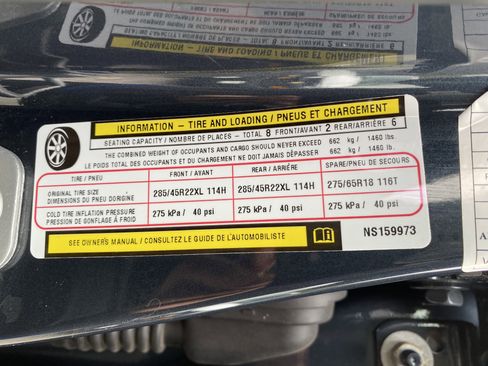 INFORMATION – TIRE AND LOADING / PNEUS ET CHARGEMENT
SEATING CAPACITY / NOMBRE DE PLACES – TOTAL 8 FRONT/AVANT 2 REAR/ARRIÈRE 6
THE COMBINED WEIGHT OF OCCUPANTS AND CARGO SHOULD NEVER EXCEED 662 kg / 1460 lbs.
LE POIDS TOTAL DES OCCUPANTS ET DU CHARGEMENT NE DOIT JAMAIS DÉPASSER 662 kg / 1460 lb.
TIRE / PNEU FRONT / AVANT REAR / ARRIÈRE SPARE/PNEU DE SECOURS
ORIGINAL TIRE SIZE
DIMENSIONS DU PNEU DORIGINE 285/45R22XL 114H 285/45R22XL 114H 275/65R18 116T
COLD TIRE INFLATION PRESSURE
PRESSION DE GONFLAGE À FROID 275 kPa / 40 psi 275 kPa / 40 psi 275 kPa / 40 psi
SEE OWNER'S MANUAL / CONSULTEZ LE GUIDE DE L'AUTOMOBILISTE
NS159973